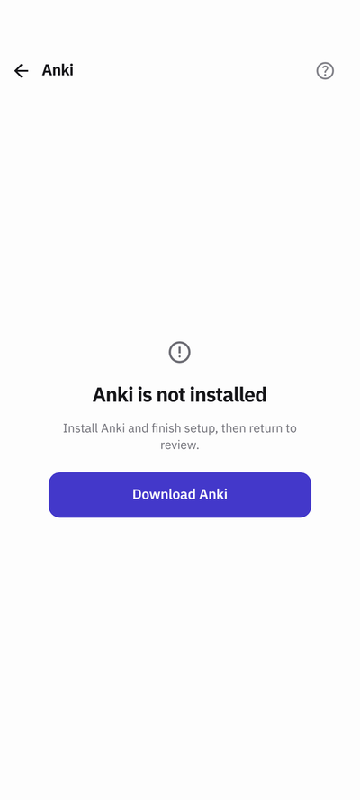 Anki
Anki is not installed
Install Anki and finish setup, then return to
review.
Download Anki